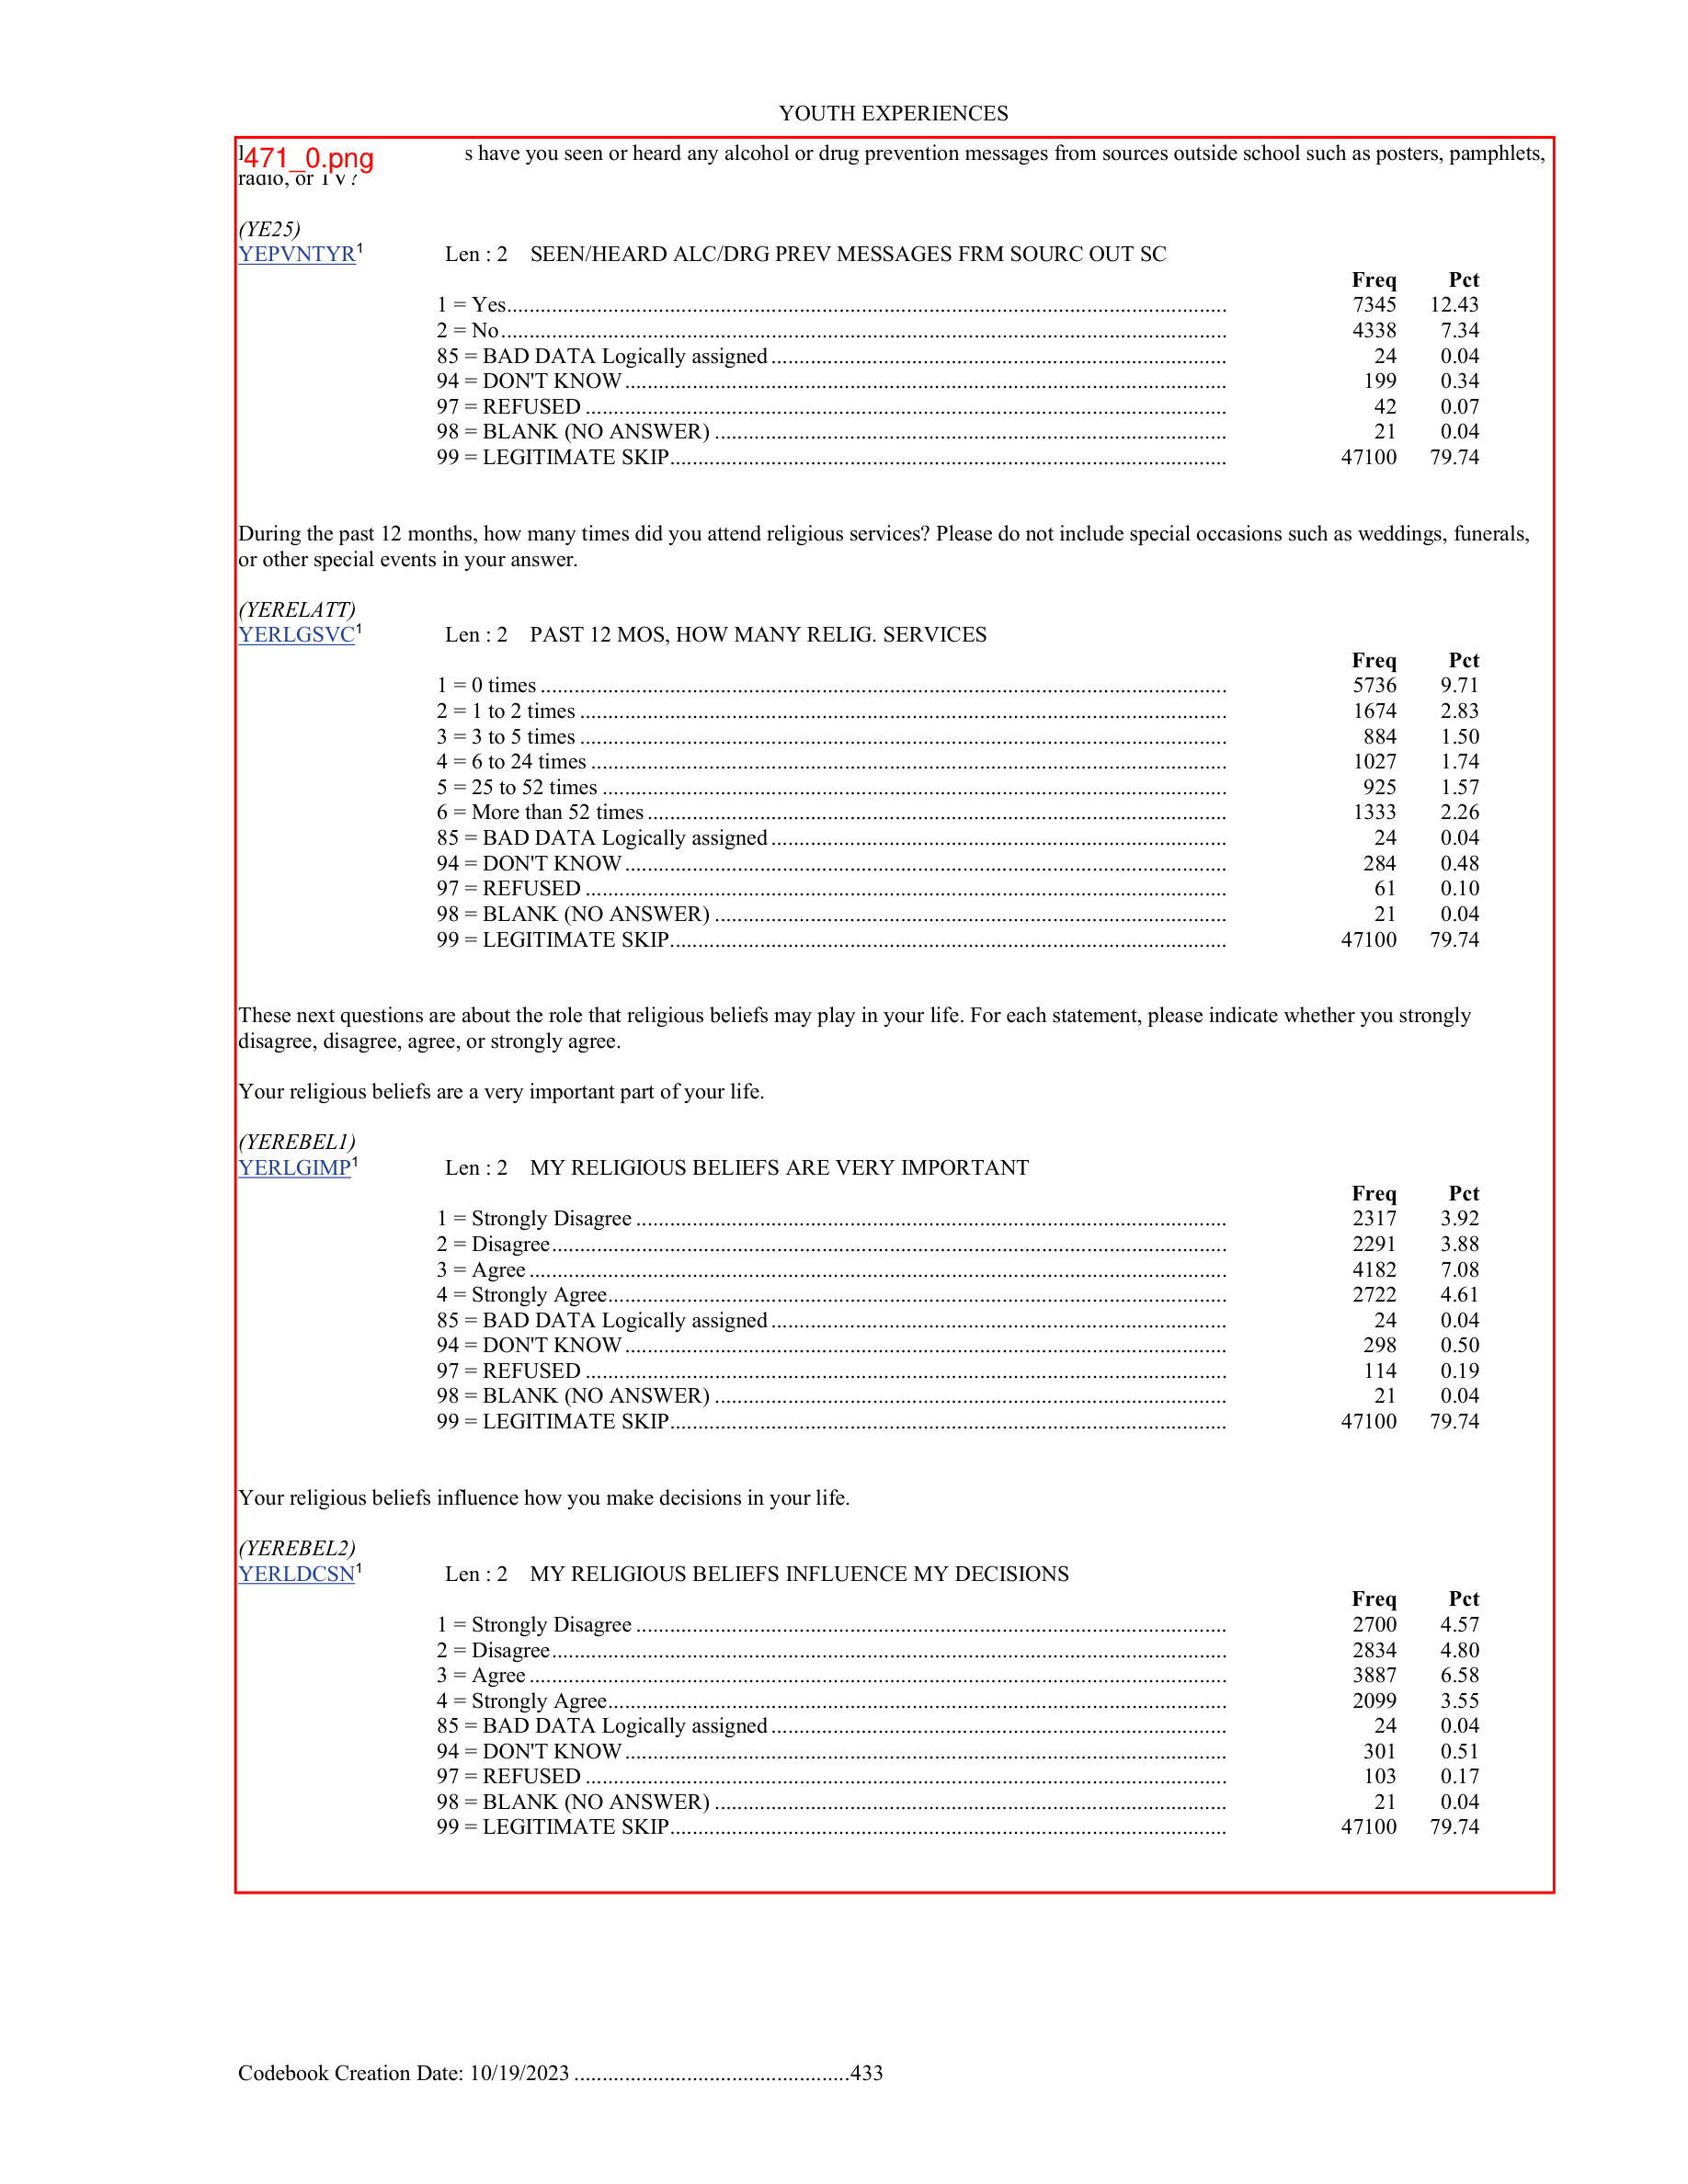 YOUTH EXPERIENCES
471_0.png s have you seen or heard any alcohol or drug prevention messages from sources outside school such as posters, pamphlets,
radio, or TV?
(YE25)
YEPVNTYR1 Len : 2 SEEN/HEARD ALC/DRG PREV MESSAGES FRM SOURC OUT SC
Freq Pct
1 = Yes........ 7345 12.43
2 = No........ 4338 7.34
85 = BAD DATA Logically assigned........ 24 0.04
94 = DON'T KNOW........ 199 0.34
97 = REFUSED........ 42 0.07
98 = BLANK (NO ANSWER)........ 21 0.04
99 = LEGITIMATE SKIP........ 47100 79.74
During the past 12 months, how many times did you attend religious services? Please do not include special occasions such as weddings, funerals,
or other special events in your answer.
(YERELATT)
YERLGSVC1 Len : 2 PAST 12 MOS, HOW MANY RELIG. SERVICES
Freq Pct
1 = 0 times........ 5736 9.71
2 = 1 to 2 times........ 1674 2.83
3 = 3 to 5 times........ 884 1.50
4 = 6 to 24 times........ 1027 1.74
5 = 25 to 52 times........ 925 1.57
6 = More than 52 times........ 1333 2.26
85 = BAD DATA Logically assigned........ 24 0.04
94 = DON'T KNOW........ 284 0.48
97 = REFUSED........ 61 0.10
98 = BLANK (NO ANSWER)........ 21 0.04
99 = LEGITIMATE SKIP........ 47100 79.74
These next questions are about the role that religious beliefs may play in your life. For each statement, please indicate whether you strongly
disagree, disagree, agree, or strongly agree.
Your religious beliefs are a very important part of your life.
(YEREBEL1)
YERLGIMP1 Len : 2 MY RELIGIOUS BELIEFS ARE VERY IMPORTANT
Freq Pct
1 = Strongly Disagree........ 2317 3.92
2 = Disagree........ 2291 3.88
3 = Agree........ 4182 7.08
4 = Strongly Agree........ 2722 4.61
85 = BAD DATA Logically assigned........ 24 0.04
94 = DON'T KNOW........ 298 0.50
97 = REFUSED........ 114 0.19
98 = BLANK (NO ANSWER)........ 21 0.04
99 = LEGITIMATE SKIP........ 47100 79.74
Your religious beliefs influence how you make decisions in your life.
(YEREBEL2)
YERLDCSN1 Len : 2 MY RELIGIOUS BELIEFS INFLUENCE MY DECISIONS
Freq Pct
1 = Strongly Disagree........ 2700 4.57
2 = Disagree........ 2834 4.80
3 = Agree........ 3887 6.58
4 = Strongly Agree........ 2099 3.55
85 = BAD DATA Logically assigned........ 24 0.04
94 = DON'T KNOW........ 301 0.51
97 = REFUSED........ 103 0.17
98 = BLANK (NO ANSWER)........ 21 0.04
99 = LEGITIMATE SKIP........ 47100 79.74
Codebook Creation Date: 10/19/2023........433